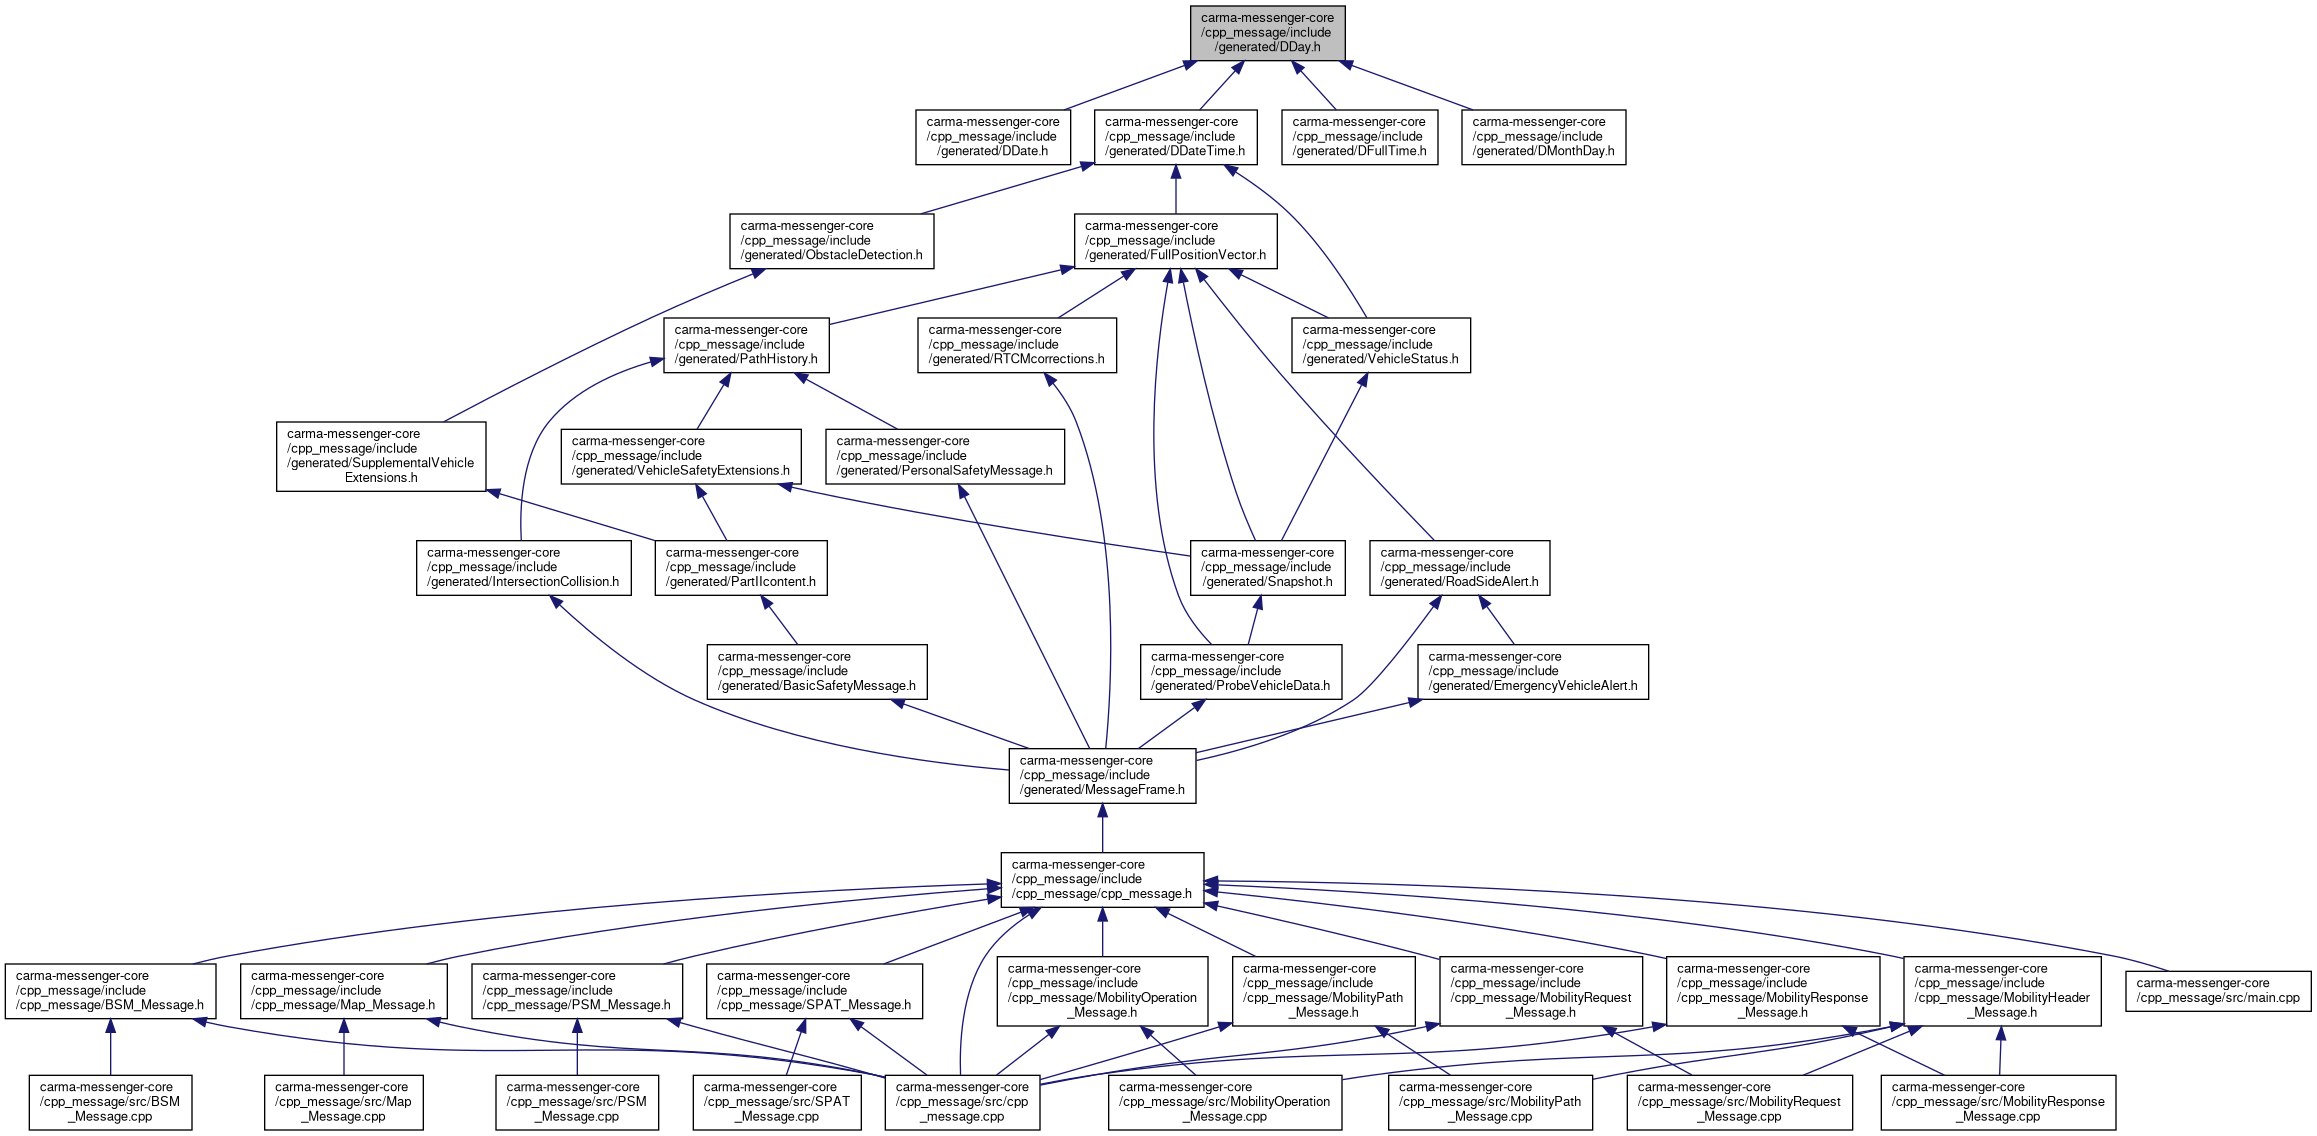 carma-messenger-core
/cpp_message/include
/generated/DDay.h
carma-messenger-core
/cpp_message/include
/generated/DDate.h
carma-messenger-core
/cpp_message/include
/generated/DDateTime.h
carma-messenger-core
/cpp_message/include
/generated/DFullTime.h
carma-messenger-core
/cpp_message/include
/generated/DMonthDay.h
carma-messenger-core
/cpp_message/include
/generated/ObstacleDetection.h
carma-messenger-core
/cpp_message/include
/generated/FullPositionVector.h
carma-messenger-core
/cpp_message/include
/generated/PathHistory.h
carma-messenger-core
/cpp_message/include
/generated/RTCMcorrections.h
carma-messenger-core
/cpp_message/include
/generated/VehicleStatus.h
carma-messenger-core
/cpp_message/include
/generated/SupplementalVehicle
Extensions.h
carma-messenger-core
/cpp_message/include
/generated/VehicleSafetyExtensions.h
carma-messenger-core
/cpp_message/include
/generated/PersonalSafetyMessage.h
carma-messenger-core
/cpp_message/include
/generated/IntersectionCollision.h
carma-messenger-core
/cpp_message/include
/generated/PartIIcontent.h
carma-messenger-core
/cpp_message/include
/generated/Snapshot.h
carma-messenger-core
/cpp_message/include
/generated/RoadSideAlert.h
carma-messenger-core
/cpp_message/include
/generated/BasicSafetyMessage.h
carma-messenger-core
/cpp_message/include
/generated/ProbeVehicleData.h
carma-messenger-core
/cpp_message/include
/generated/EmergencyVehicleAlert.h
carma-messenger-core
/cpp_message/include
/generated/MessageFrame.h
carma-messenger-core
/cpp_message/include
/cpp_message/cpp_message.h
carma-messenger-core
/cpp_message/include
/cpp_message/BSM_Message.h
carma-messenger-core
/cpp_message/include
/cpp_message/Map_Message.h
carma-messenger-core
/cpp_message/include
/cpp_message/PSM_Message.h
carma-messenger-core
/cpp_message/include
/cpp_message/SPAT_Message.h
carma-messenger-core
/cpp_message/include
/cpp_message/MobilityOperation
_Message.h
carma-messenger-core
/cpp_message/include
/cpp_message/MobilityPath
_Message.h
carma-messenger-core
/cpp_message/include
/cpp_message/MobilityRequest
_Message.h
carma-messenger-core
/cpp_message/include
/cpp_message/MobilityResponse
_Message.h
carma-messenger-core
/cpp_message/include
/cpp_message/MobilityHeader
_Message.h
carma-messenger-core
/cpp_message/src/main.cpp
carma-messenger-core
/cpp_message/src/BSM
_Message.cpp
carma-messenger-core
/cpp_message/src/Map
_Message.cpp
carma-messenger-core
/cpp_message/src/PSM
_Message.cpp
carma-messenger-core
/cpp_message/src/SPAT
_Message.cpp
carma-messenger-core
/cpp_message/src/cpp
_message.cpp
carma-messenger-core
/cpp_message/src/MobilityOperation
_Message.cpp
carma-messenger-core
/cpp_message/src/MobilityPath
_Message.cpp
carma-messenger-core
/cpp_message/src/MobilityRequest
_Message.cpp
carma-messenger-core
/cpp_message/src/MobilityResponse
_Message.cpp